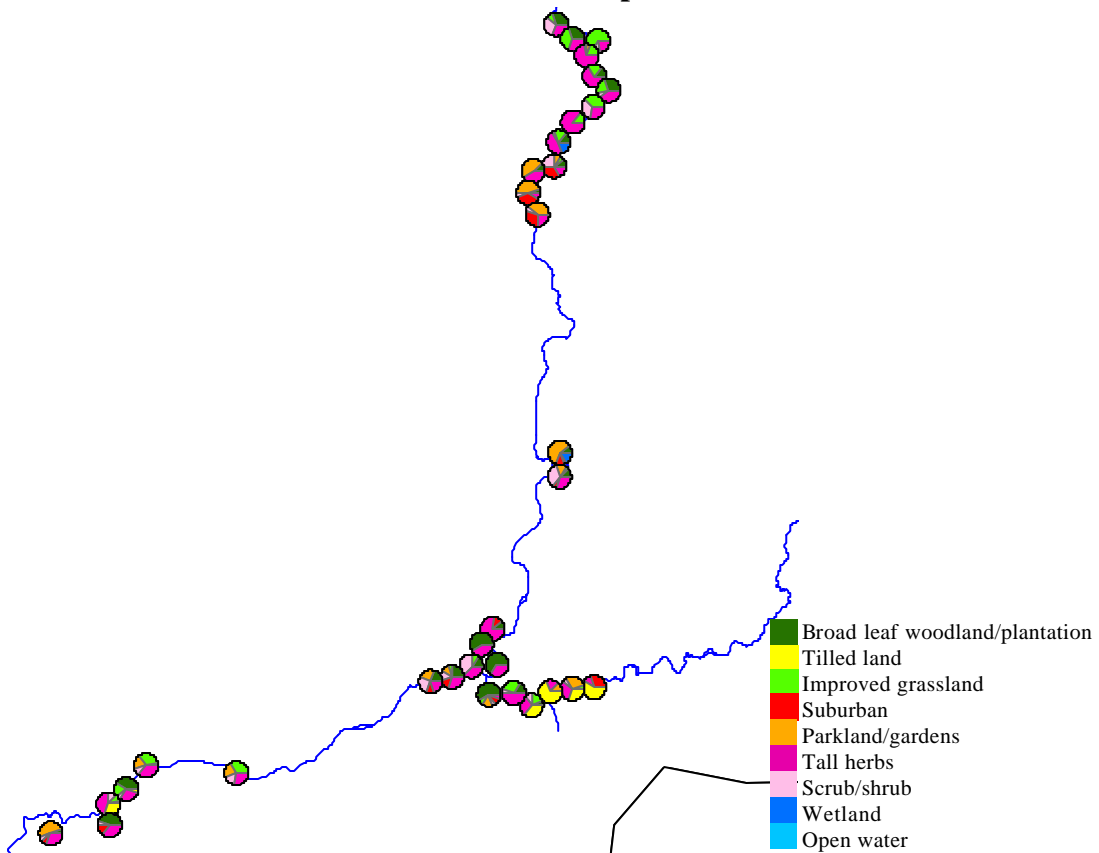 Broad leaf woodland/plantation
Tilled land
Improved grassland
Suburban
Parkland/gardens
Tall herbs
Scrub/shrub
Wetland
Open water